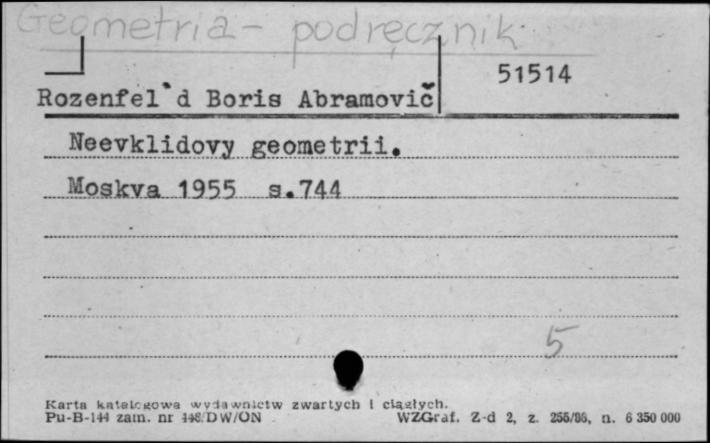 Geometria - podręcznik
51514
Rozenfel'd Boris Abramovič
Neevklidovy geometrii.
Moskva 1955 s.744
5
Karta katalogowa wydawnictw zwartych i ciągłych.
Pu-B-144 zam. nr 448/DW/ON WZGraf. Z-d 2, z. 255/86, n. 6 350 000